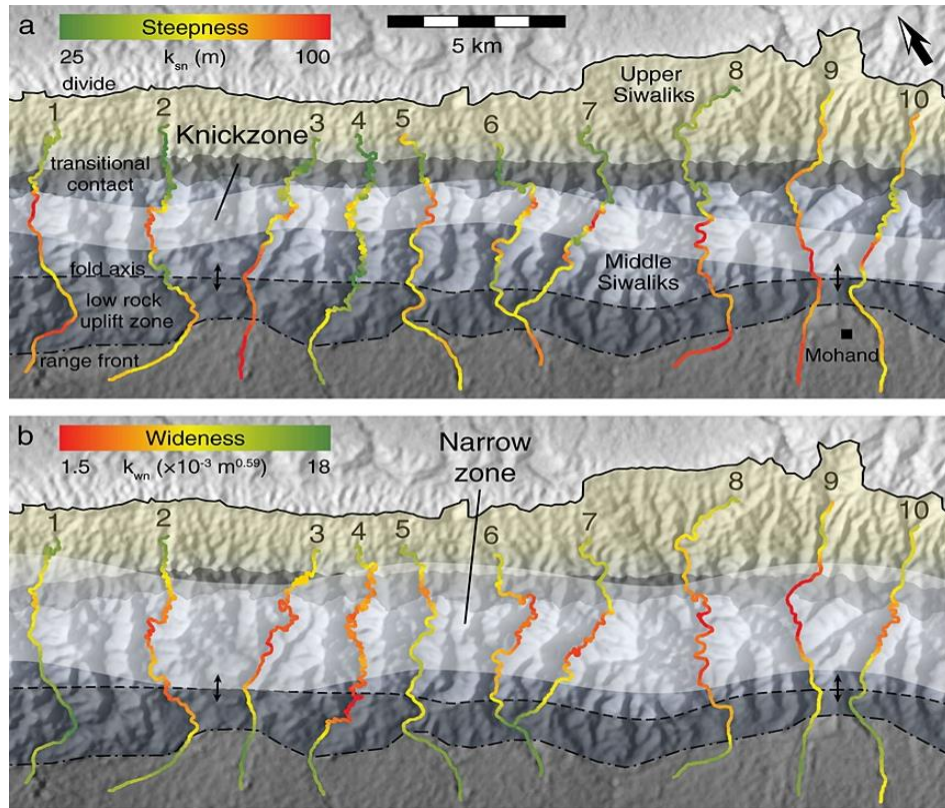 a
Steepness
25 k_sn (m) 100
5 km
divide
Upper
Siwaliks
1
2
3
4
5
6
7
8
9
10
Knickzone
transitional
contact
fold axis
Middle
Siwaliks
low rock
uplift zone
range front
Mohand
b
Wideness
1.5 k_wn (×10⁻³ m⁰·⁵⁹) 18
Narrow
zone
1
2
3
4
5
6
7
8
9
10